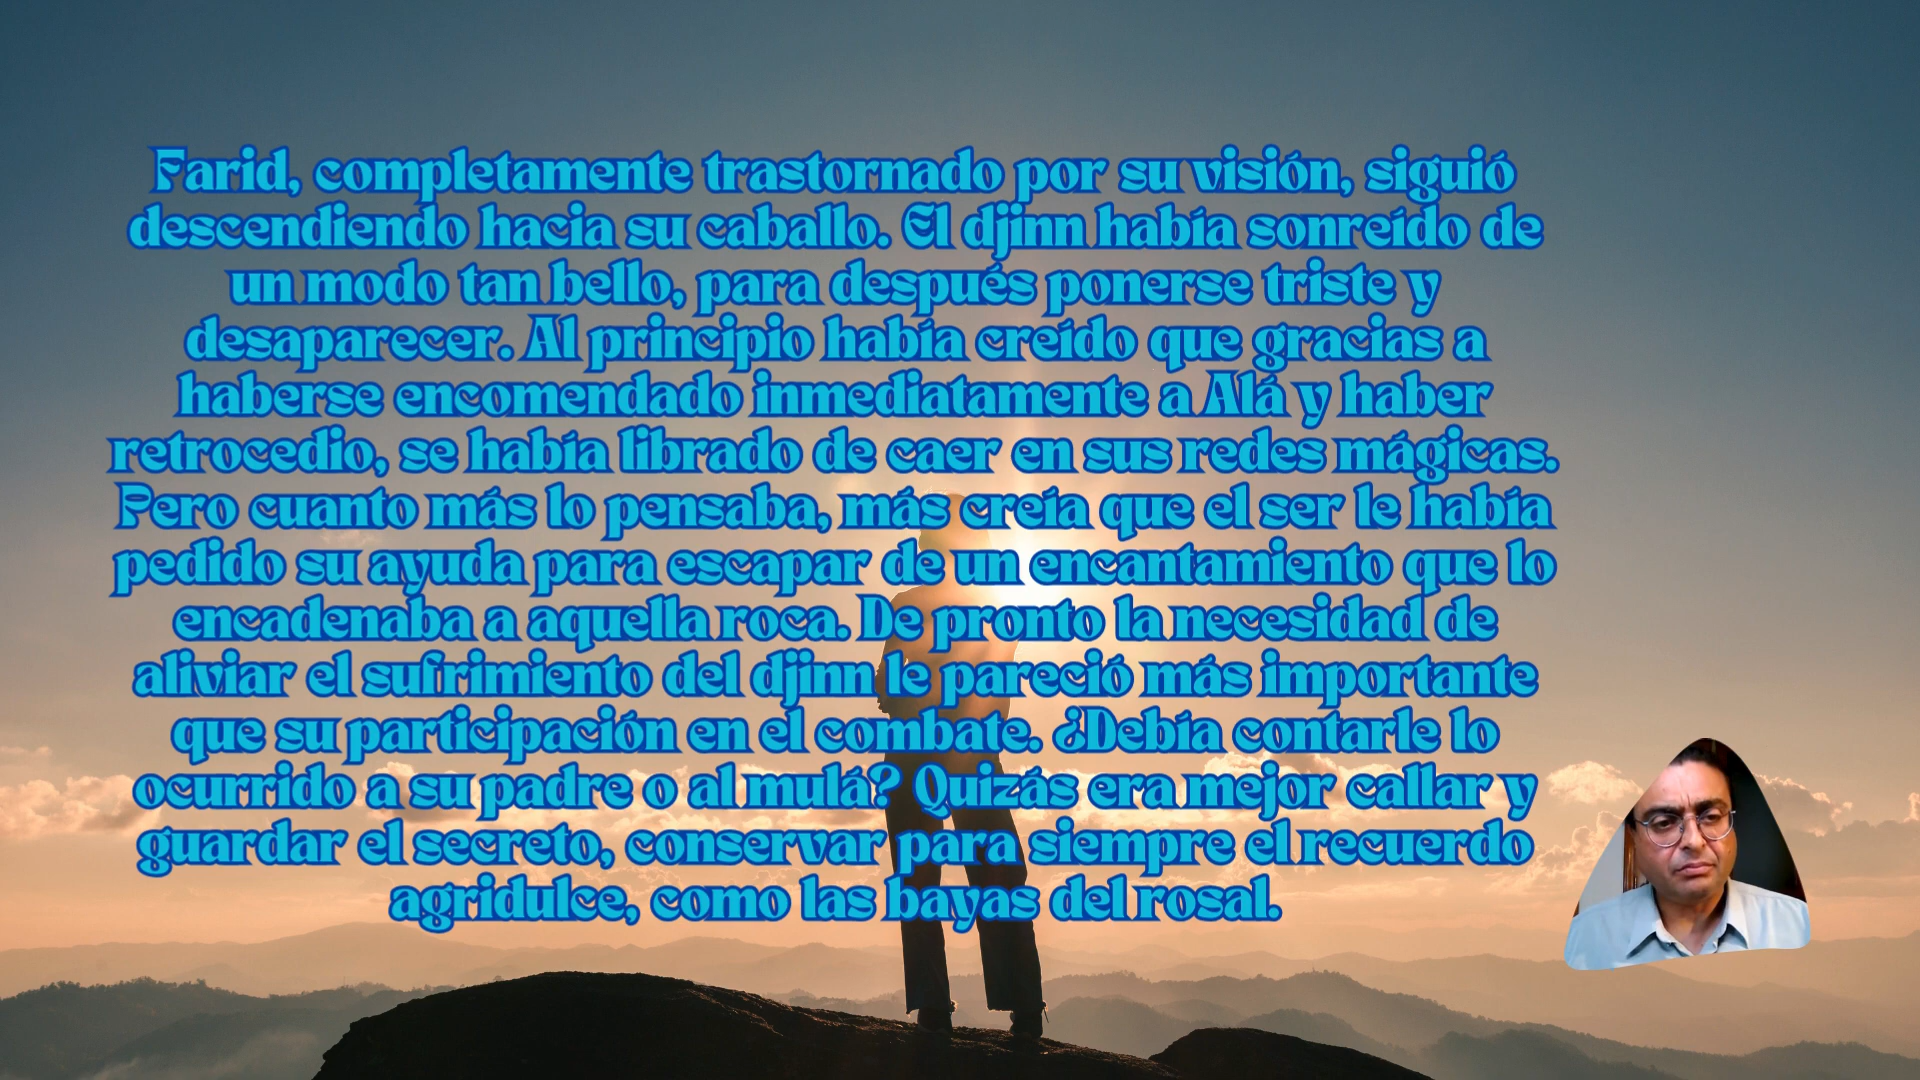 Farid, completamente trastornado por su visión, siguió
descendiendo hacia su caballo. El djinn había sonreído de
un modo tan bello, para después ponerse triste y
desaparecer. Al principio había creído que gracias a
haberse encomendado inmediatamente a Alá y haber
retrocedio, se había librado de caer en sus redes mágicas.
Pero cuanto más lo pensaba, más creía que el ser le había
pedido su ayuda para escapar de un encantamiento que lo
encadenaba a aquella roca. De pronto la necesidad de
aliviar el sufrimiento del djinn le pareció más importante
que su participación en el combate. ¿Debía contarle lo
ocurrido a su padre o al mulá? Quizás era mejor callar y
guardar el secreto, conservar para siempre el recuerdo
agridulce, como las bayas del rosal.